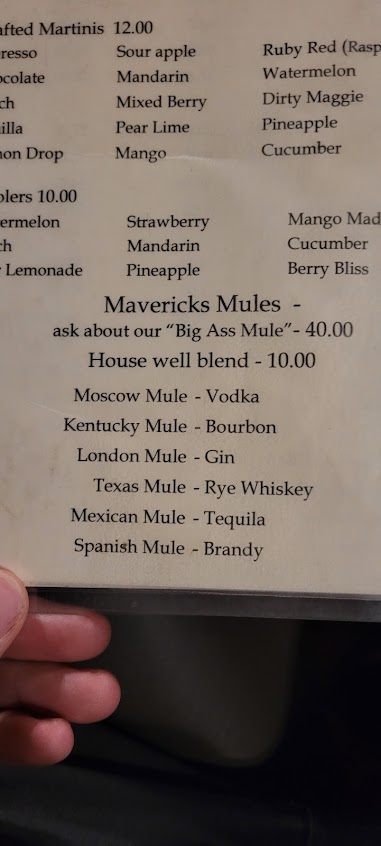 afted Martinis 12.00
resso Sour apple Ruby Red (Rasp
ocolate Mandarin Watermelon
ch Mixed Berry Dirty Maggie
illa Pear Lime Pineapple
non Drop Mango Cucumber
olers 10.00
ermelon Strawberry Mango Mad
ch Mandarin Cucumber
Lemonade Pineapple Berry Bliss
Mavericks Mules -
ask about our “Big Ass Mule”- 40.00
House well blend - 10.00
Moscow Mule - Vodka
Kentucky Mule - Bourbon
London Mule - Gin
Texas Mule - Rye Whiskey
Mexican Mule - Tequila
Spanish Mule - Brandy